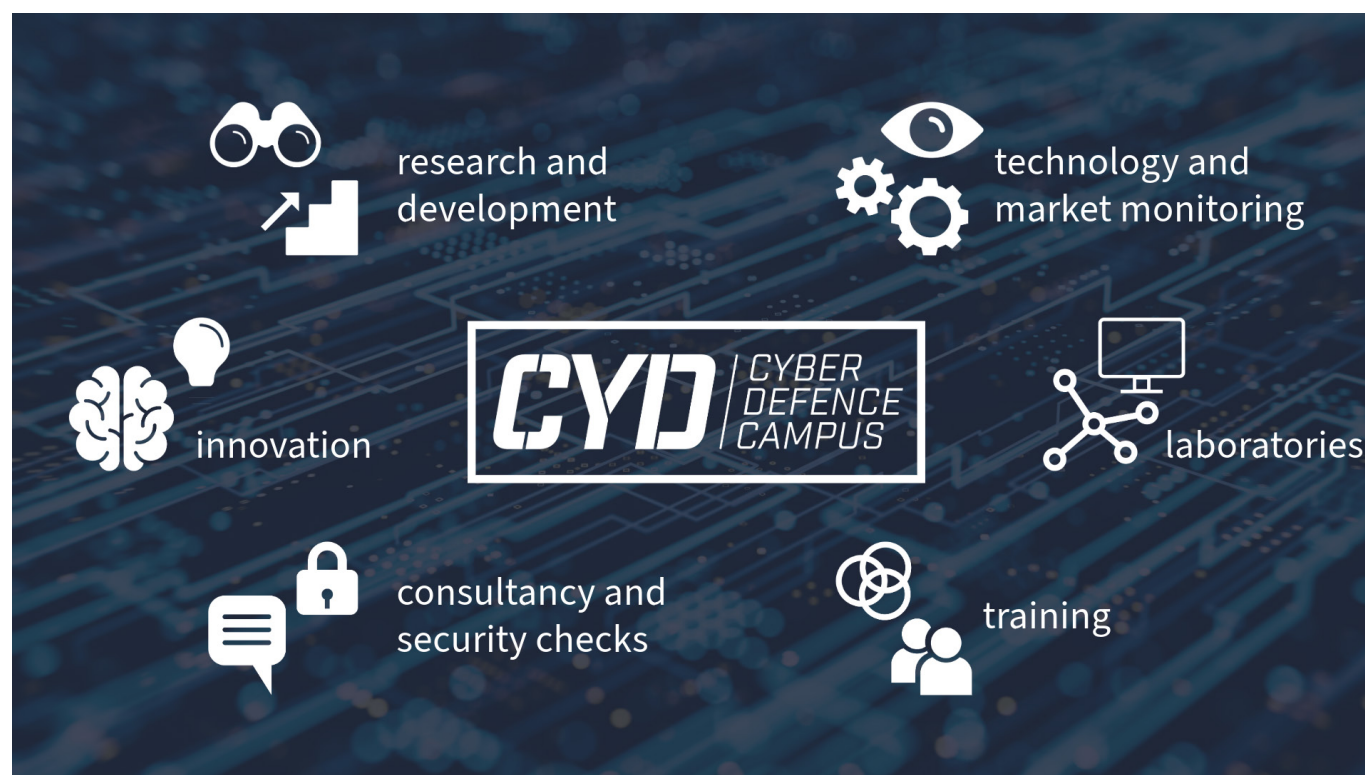 research and
development
technology and
market monitoring
innovation
CYD
CYBER
DEFENCE
CAMPUS
laboratories
consultancy and
security checks
training